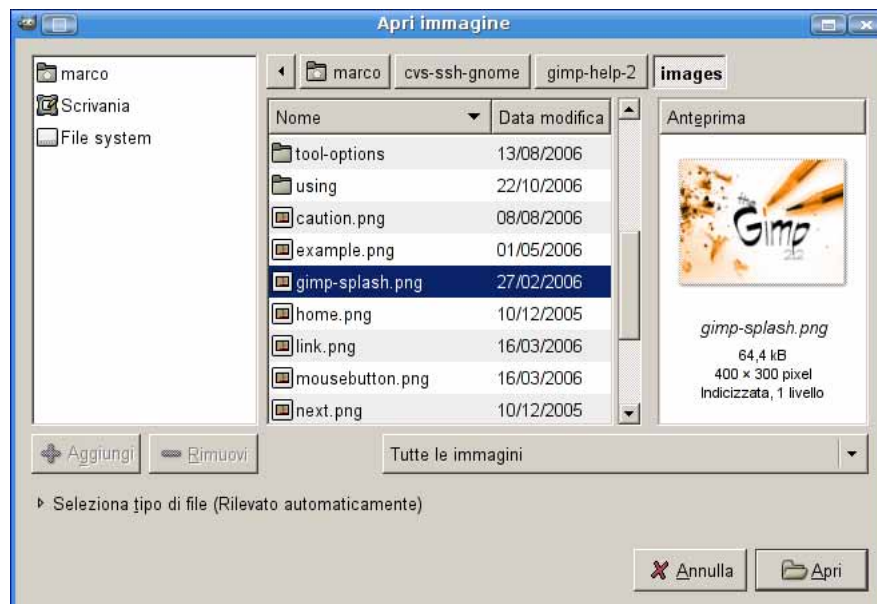 Apri immagine
marco
Scrivania
File system
marco cvs-ssh-gnome gimp-help-2 images
Nome Data modifica
tool-options 13/08/2006
using 22/10/2006
caution.png 08/08/2006
example.png 01/05/2006
gimp-splash.png 27/02/2006
home.png 10/12/2005
link.png 16/03/2006
mousebutton.png 16/03/2006
next.png 10/12/2005
Anteprima
the
Gimp
2.2
gimp-splash.png
64,4 kB
400 × 300 pixel
Indicizzata, 1 livello
Aggiungi Rimuovi
Tutte le immagini
Seleziona tipo di file (Rilevato automaticamente)
Annulla Apri